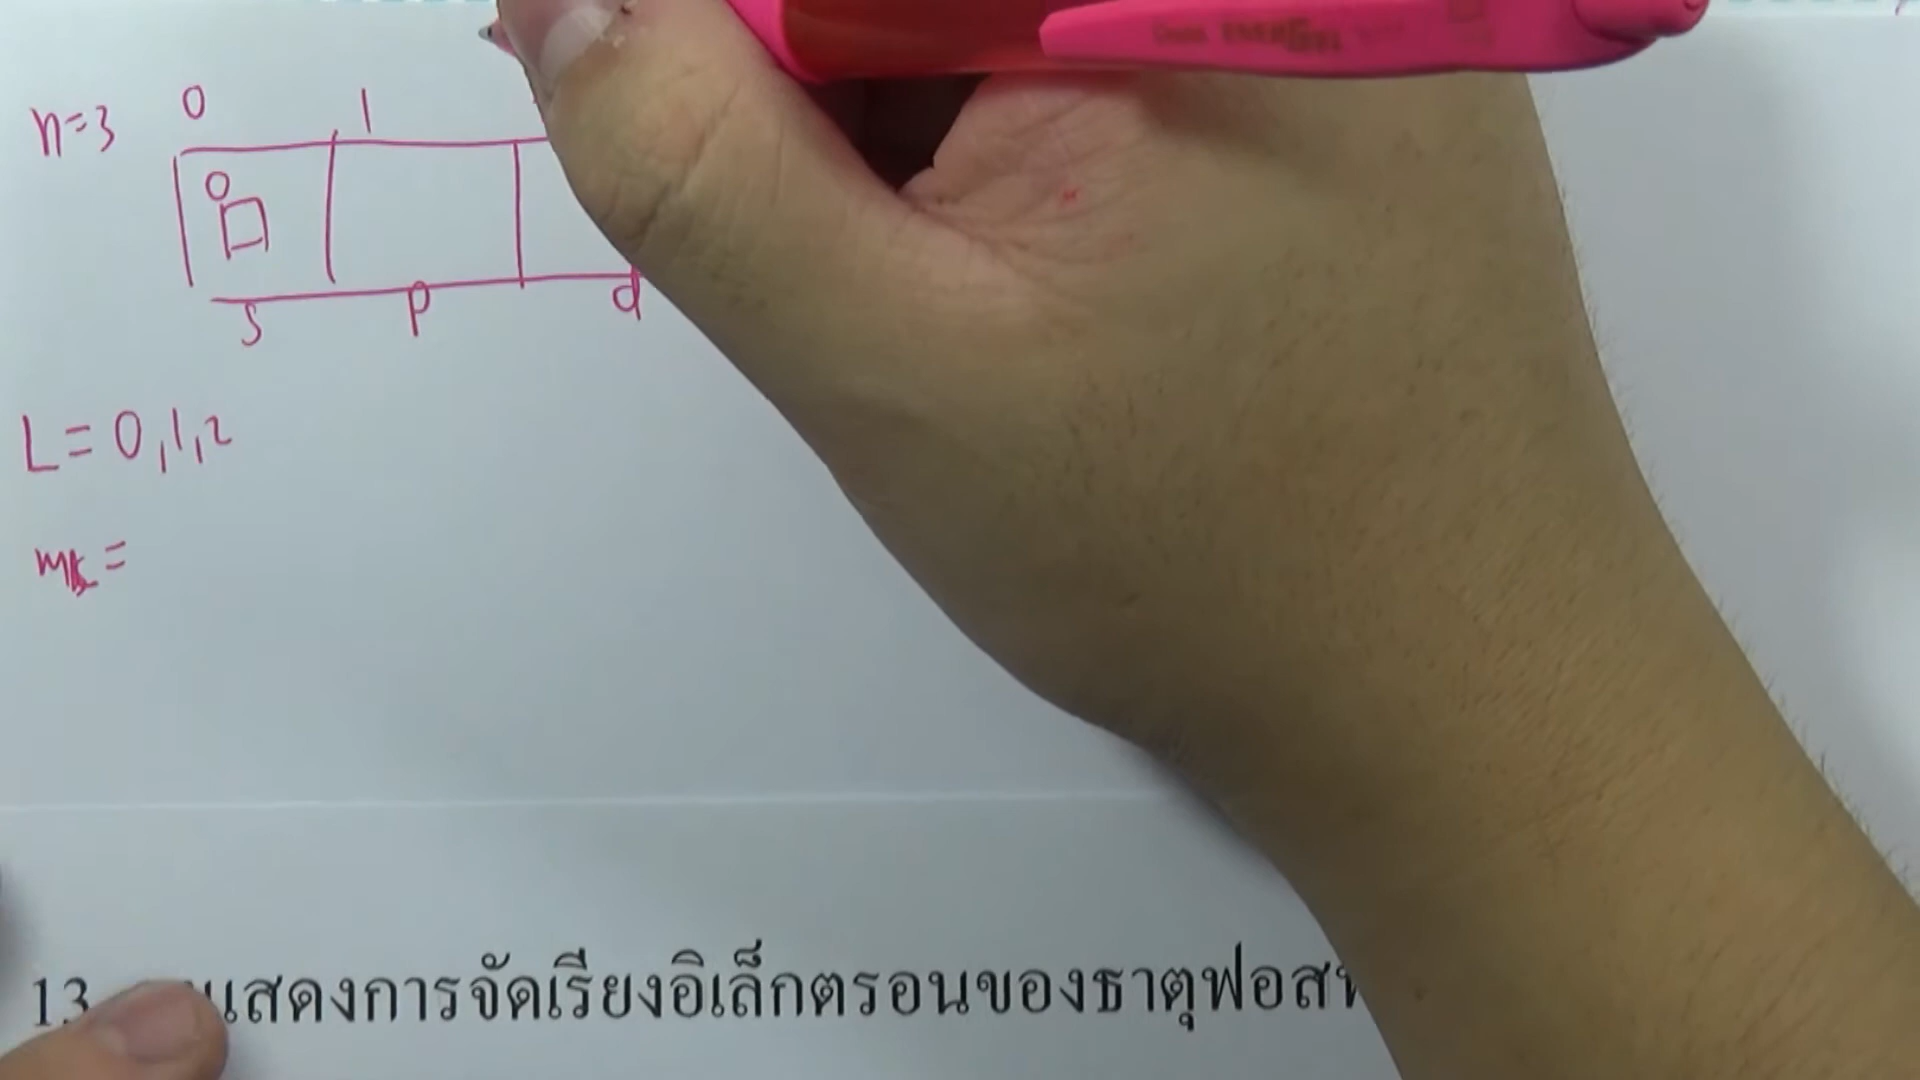 0 1
n=3
0
s p d
L = 0,1,2
=
13. แสดงการจัดเรียงอิเล็กตรอนของธาตุฟอส